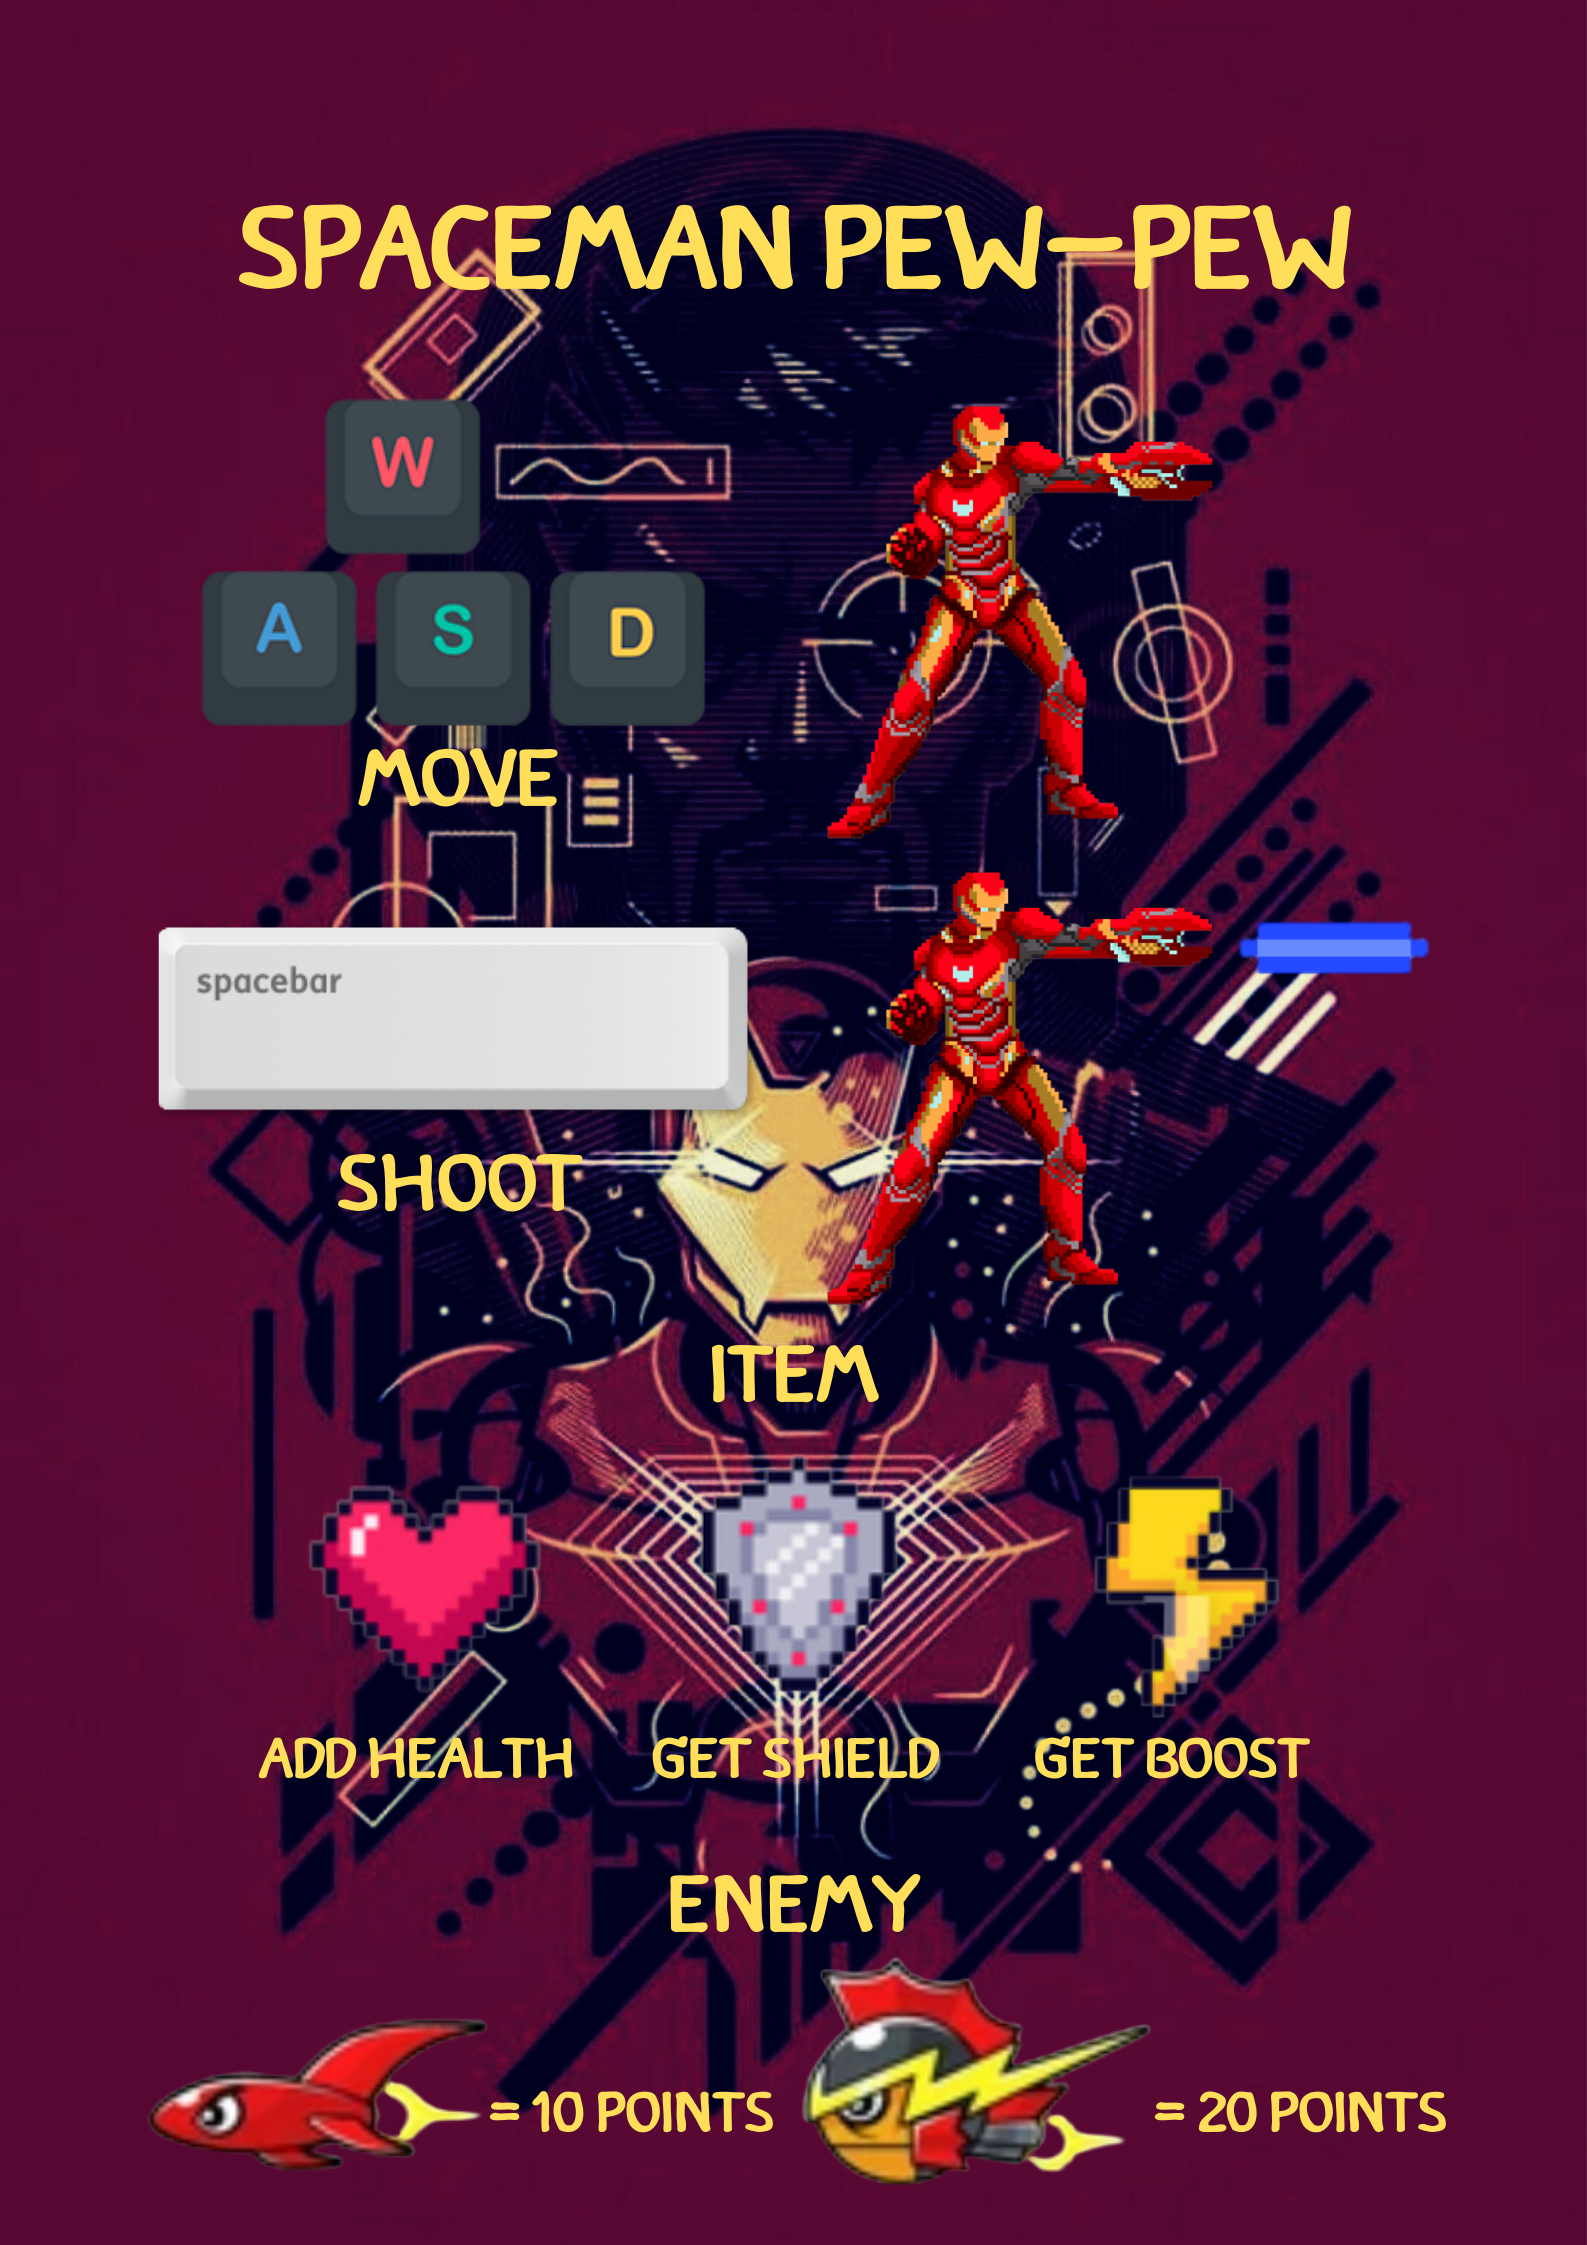 SPACEMAN PEW-PEW
W
A S D
MOVE
spacebar
SHOOT
ITEM
ADD HEALTH GET SHIELD GET BOOST
ENEMY
= 10 POINTS = 20 POINTS